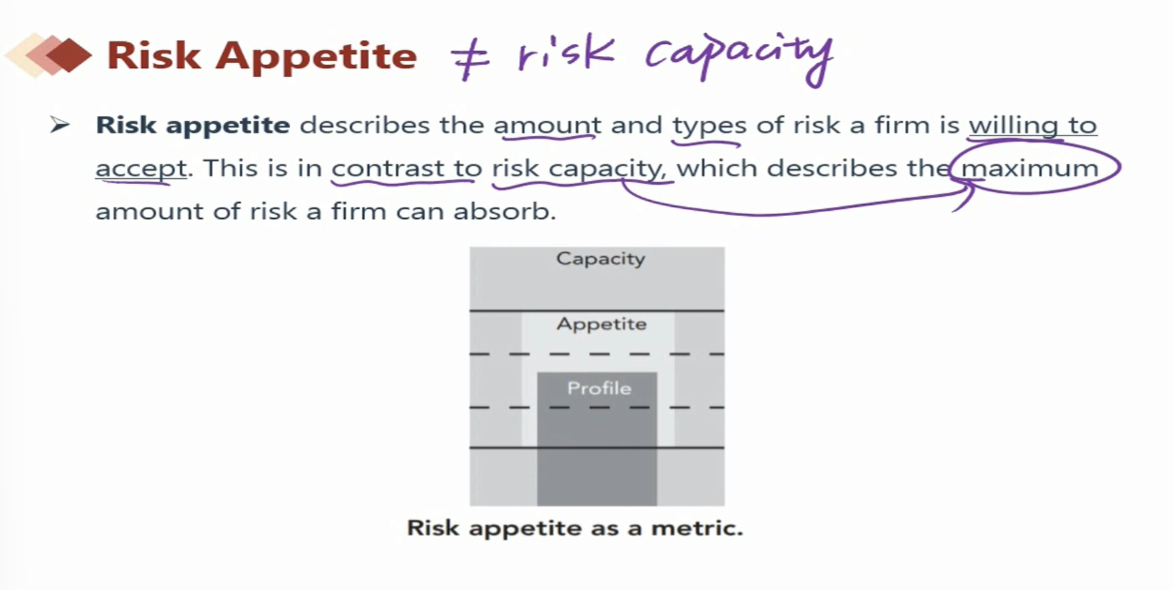 Risk Appetite ≠ risk capacity
➤ Risk appetite describes the amount and types of risk a firm is willing to
accept. This is in contrast to risk capacity, which describes the maximum
amount of risk a firm can absorb.
Capacity
Appetite
Profile
Risk appetite as a metric.